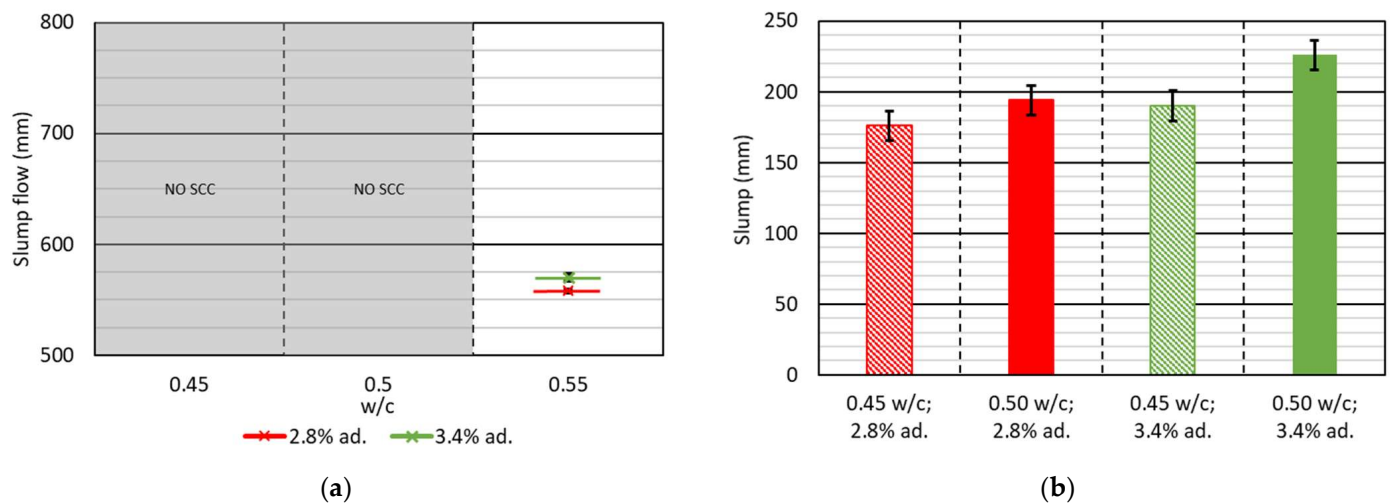 800
700
600
500
Slump flow (mm)
NO SCC
NO SCC
0.45
0.5
0.55
w/c
2.8% ad.
3.4% ad.
(a)
250
200
150
100
50
0
Slump (mm)
0.45 w/c;
2.8% ad.
0.50 w/c;
2.8% ad.
0.45 w/c;
3.4% ad.
0.50 w/c;
3.4% ad.
(b)